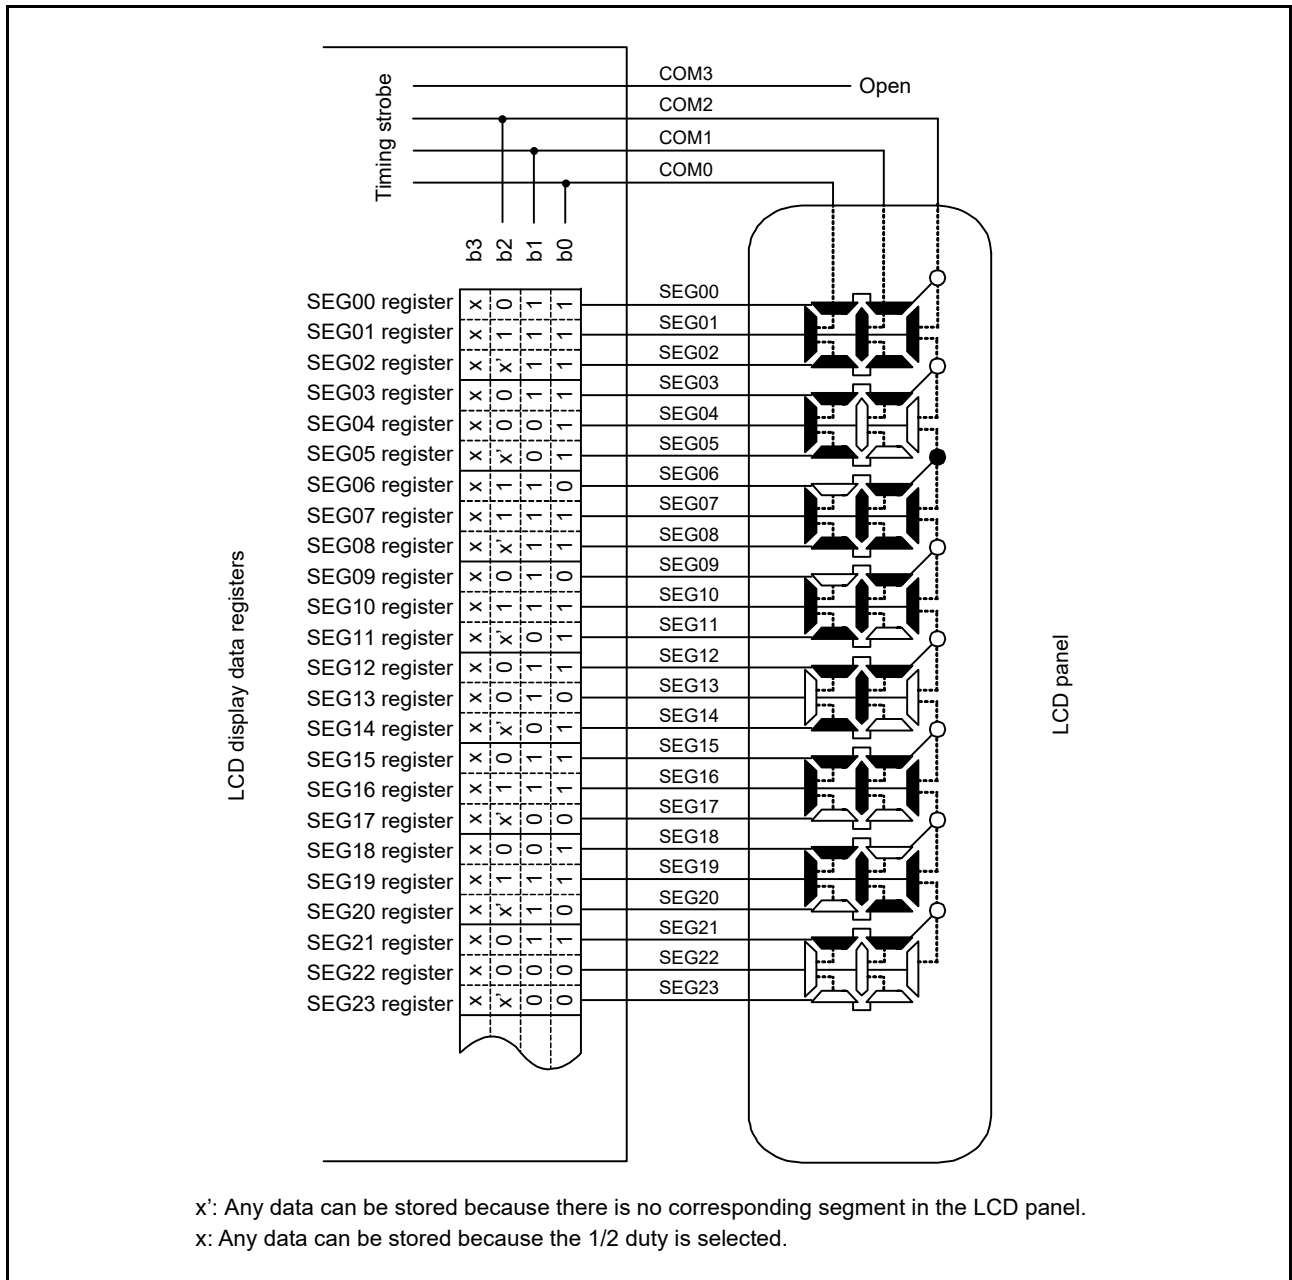 Timing strobe
COM3
Open
COM2
COM1
COM0
b3 b2 b1 b0
SEG00 register x 0 1 1 SEG00
SEG01 register x 1 1 1 SEG01
SEG02 register x x’ 1 1 SEG02
SEG03 register x 0 1 1 SEG03
SEG04 register x 0 0 1 SEG04
SEG05 register x x’ 0 1 SEG05
SEG06 register x 1 1 0 SEG06
SEG07 register x 1 1 1 SEG07
SEG08 register x x’ 1 1 SEG08
SEG09 register x 0 1 0 SEG09
SEG10 register x 1 1 1 SEG10
SEG11 register x x’ 0 1 SEG11
SEG12 register x 0 1 1 SEG12
SEG13 register x 0 1 0 SEG13
SEG14 register x x’ 0 1 SEG14
SEG15 register x 0 1 1 SEG15
SEG16 register x 1 1 1 SEG16
SEG17 register x x’ 0 0 SEG17
SEG18 register x 0 0 1 SEG18
SEG19 register x 1 1 1 SEG19
SEG20 register x x’ 1 0 SEG20
SEG21 register x 0 1 1 SEG21
SEG22 register x 0 0 0 SEG22
SEG23 register x x’ 0 0 SEG23
LCD display data registers
LCD panel
x’: Any data can be stored because there is no corresponding segment in the LCD panel.
x: Any data can be stored because the 1/2 duty is selected.